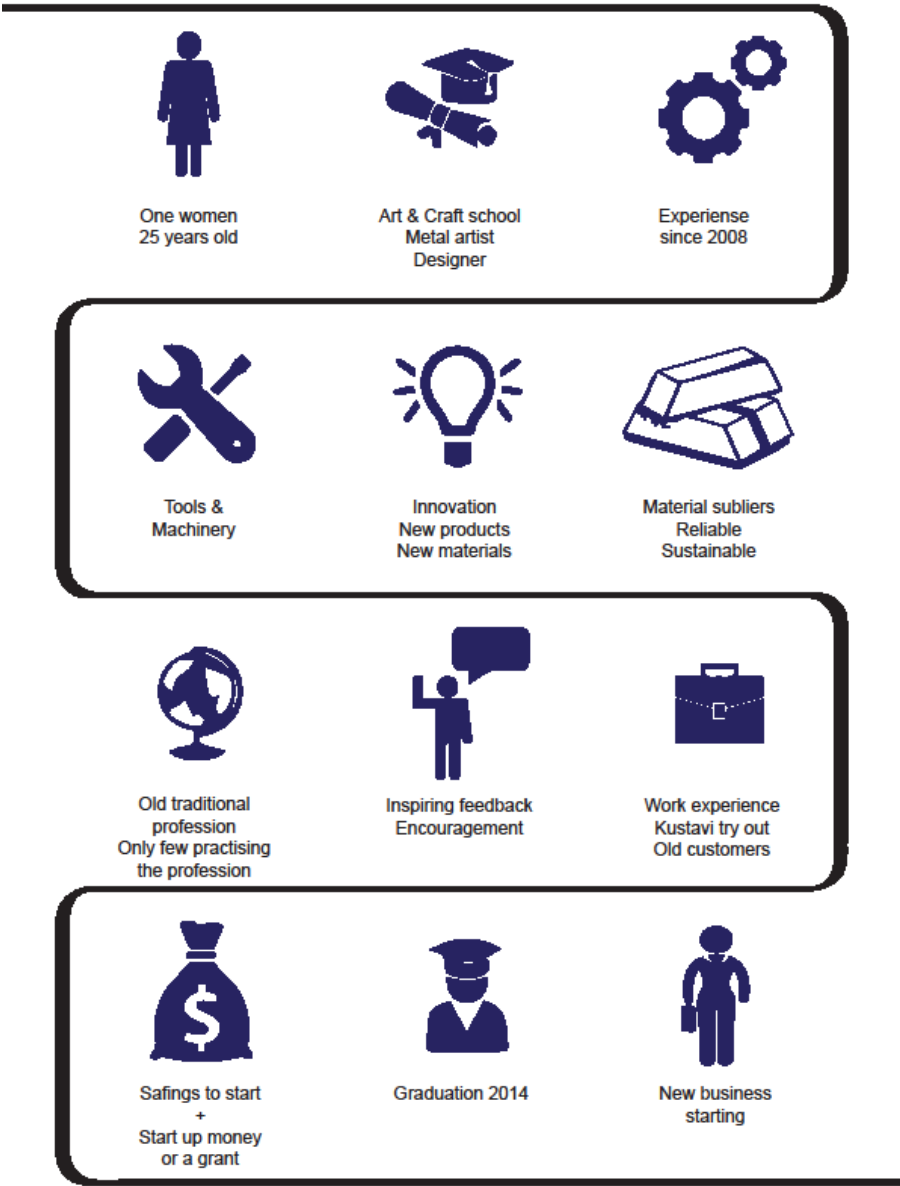 One women
25 years old
Art & Craft school
Metal artist
Designer
Experiense
since 2008
Tools &
Machinery
Innovation
New products
New materials
Material subliers
Reliable
Sustainable
Old traditional
profession
Only few practising
the profession
Inspiring feedback
Encouragement
Work experience
Kustavi try out
Old customers
$
Safings to start
+
Start up money
or a grant
Graduation 2014
New business
starting